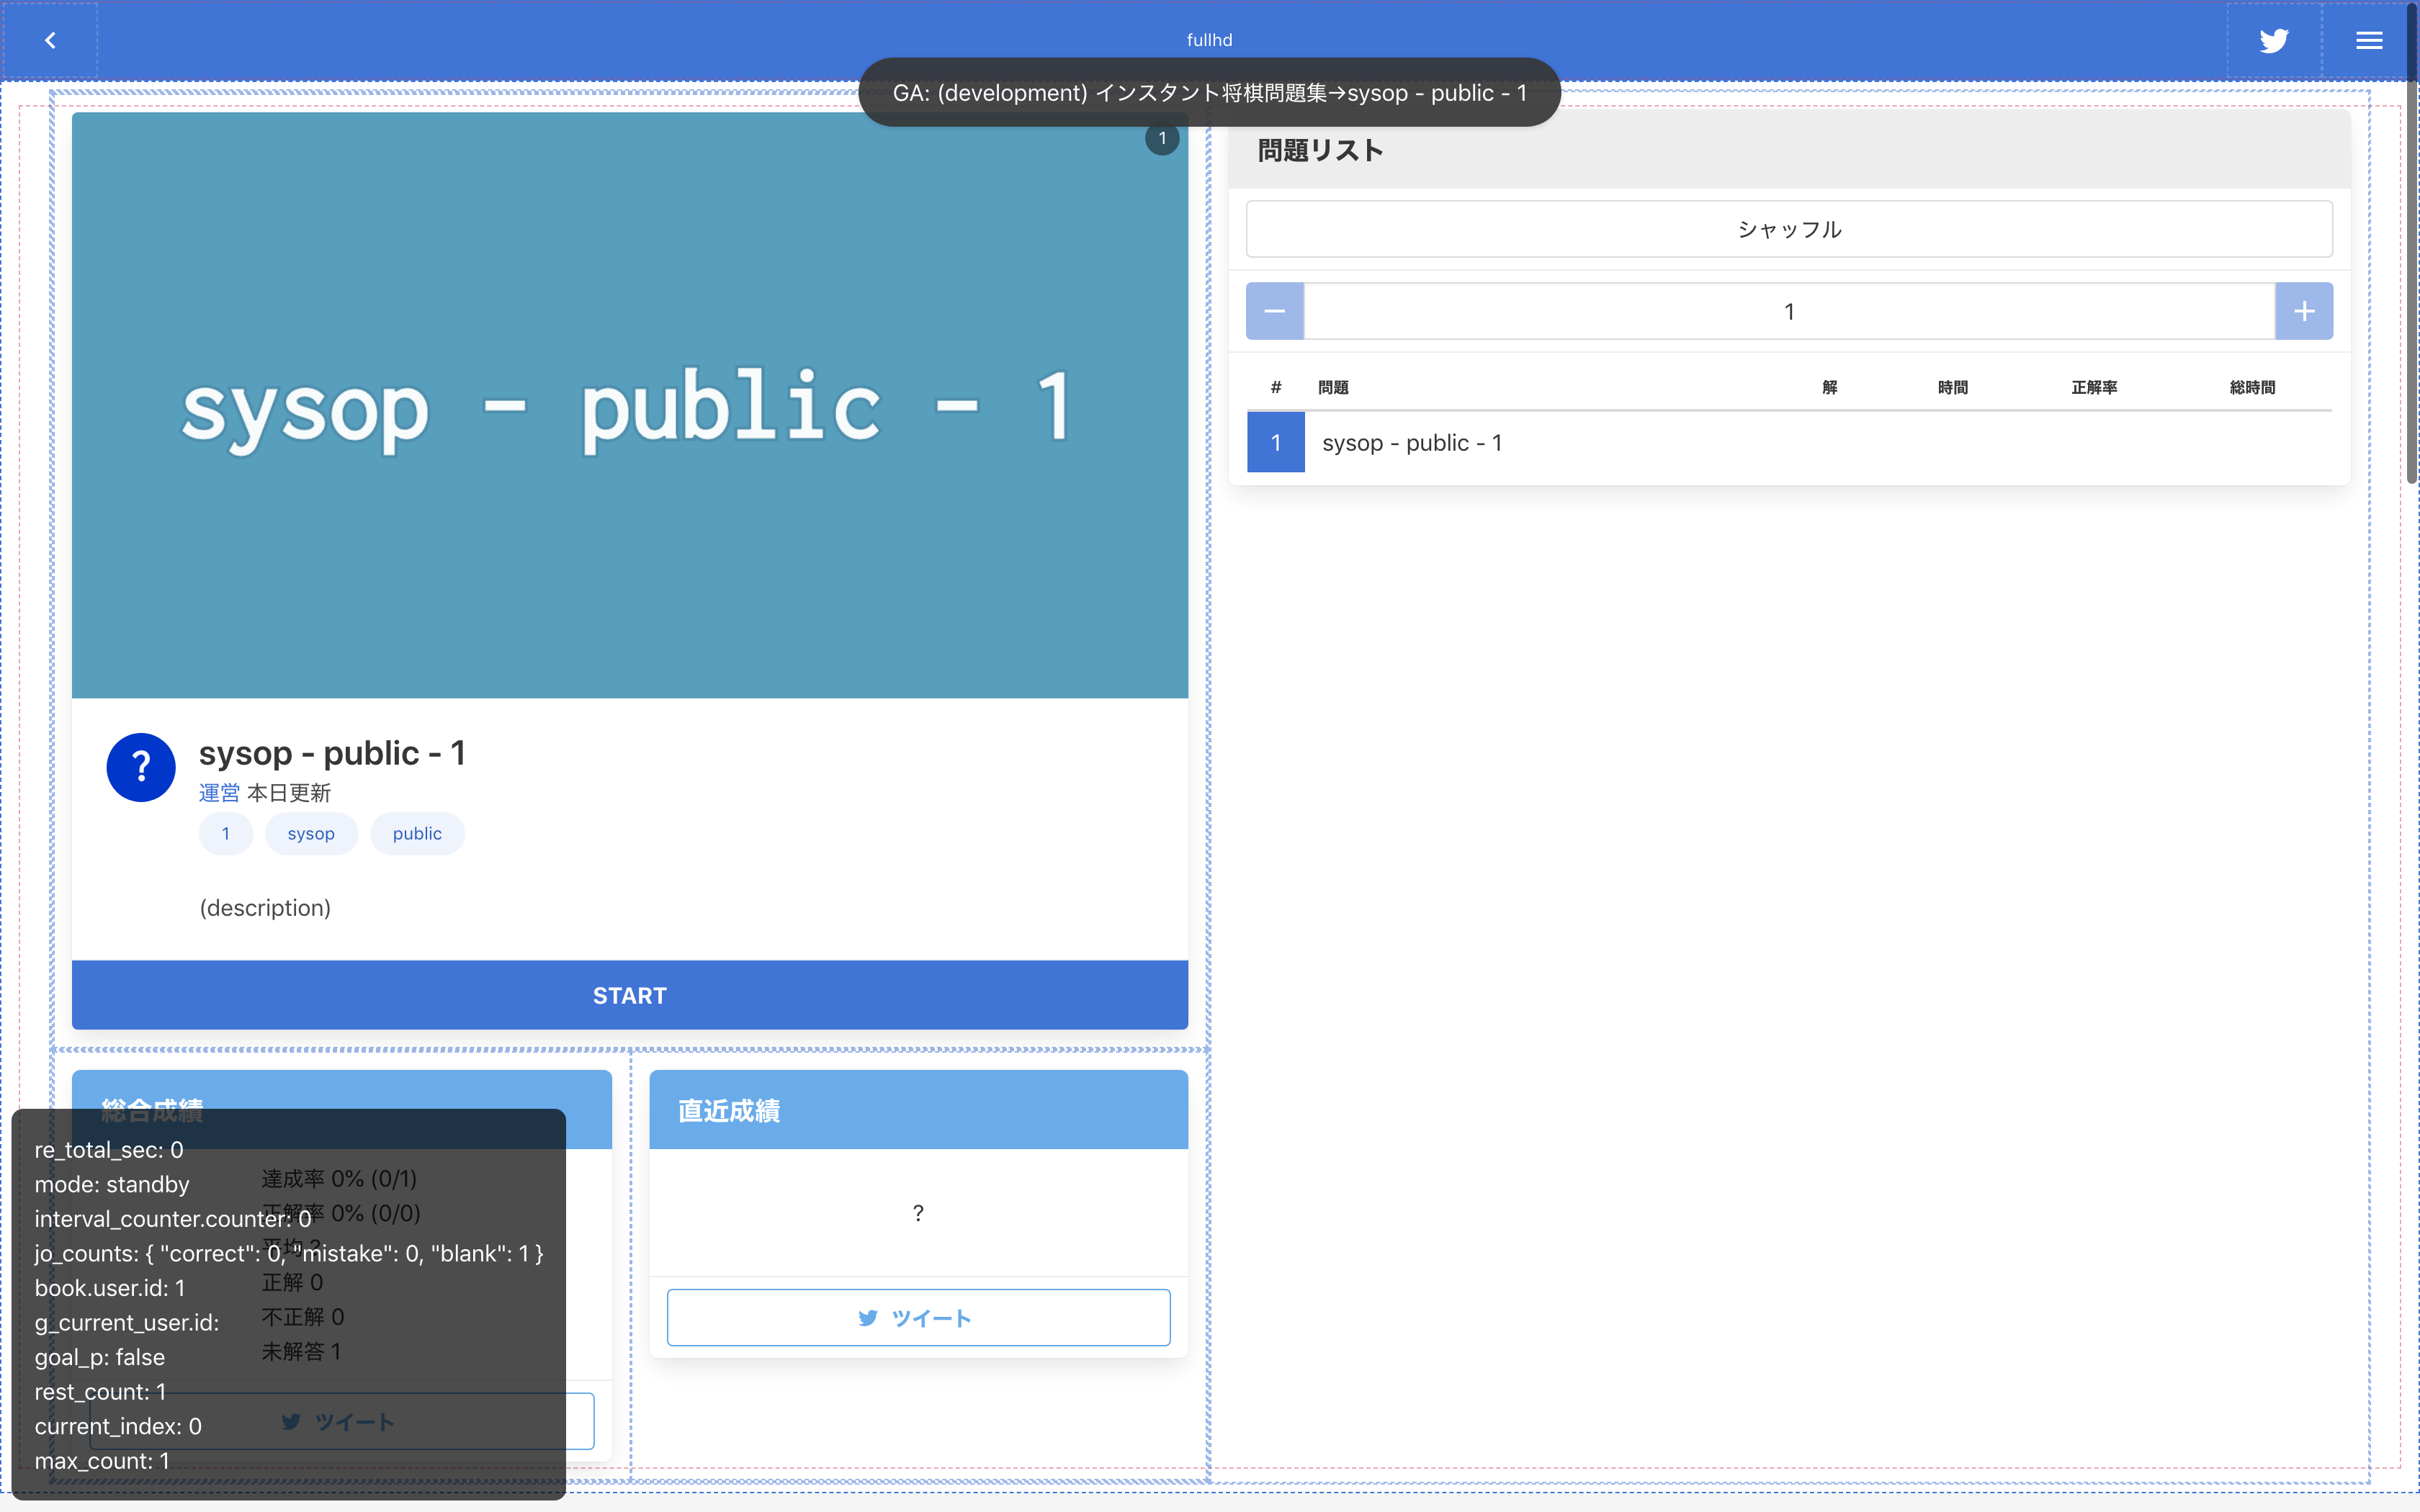 fullhd
GA: (development) インスタント将棋問題集→sysop - public - 1
1
sysop - public - 1
?
sysop - public - 1
運営 本日更新
1 sysop public
(description)
START
総合成績
達成率 0% (0/1)
正解率 0% (0/0)
平均 ?
正解 0
不正解 0
未解答 1
ツイート
直近成績
?
ツイート
re_total_sec: 0
mode: standby
interval_counter.counter: 0
jo_counts: { "correct": 0, "mistake": 0, "blank": 1 }
book.user.id: 1
g_current_user.id:
goal_p: false
rest_count: 1
current_index: 0
max_count: 1
問題リスト
シャッフル
1
# 問題 解 時間 正解率 総時間
1 sysop - public - 1